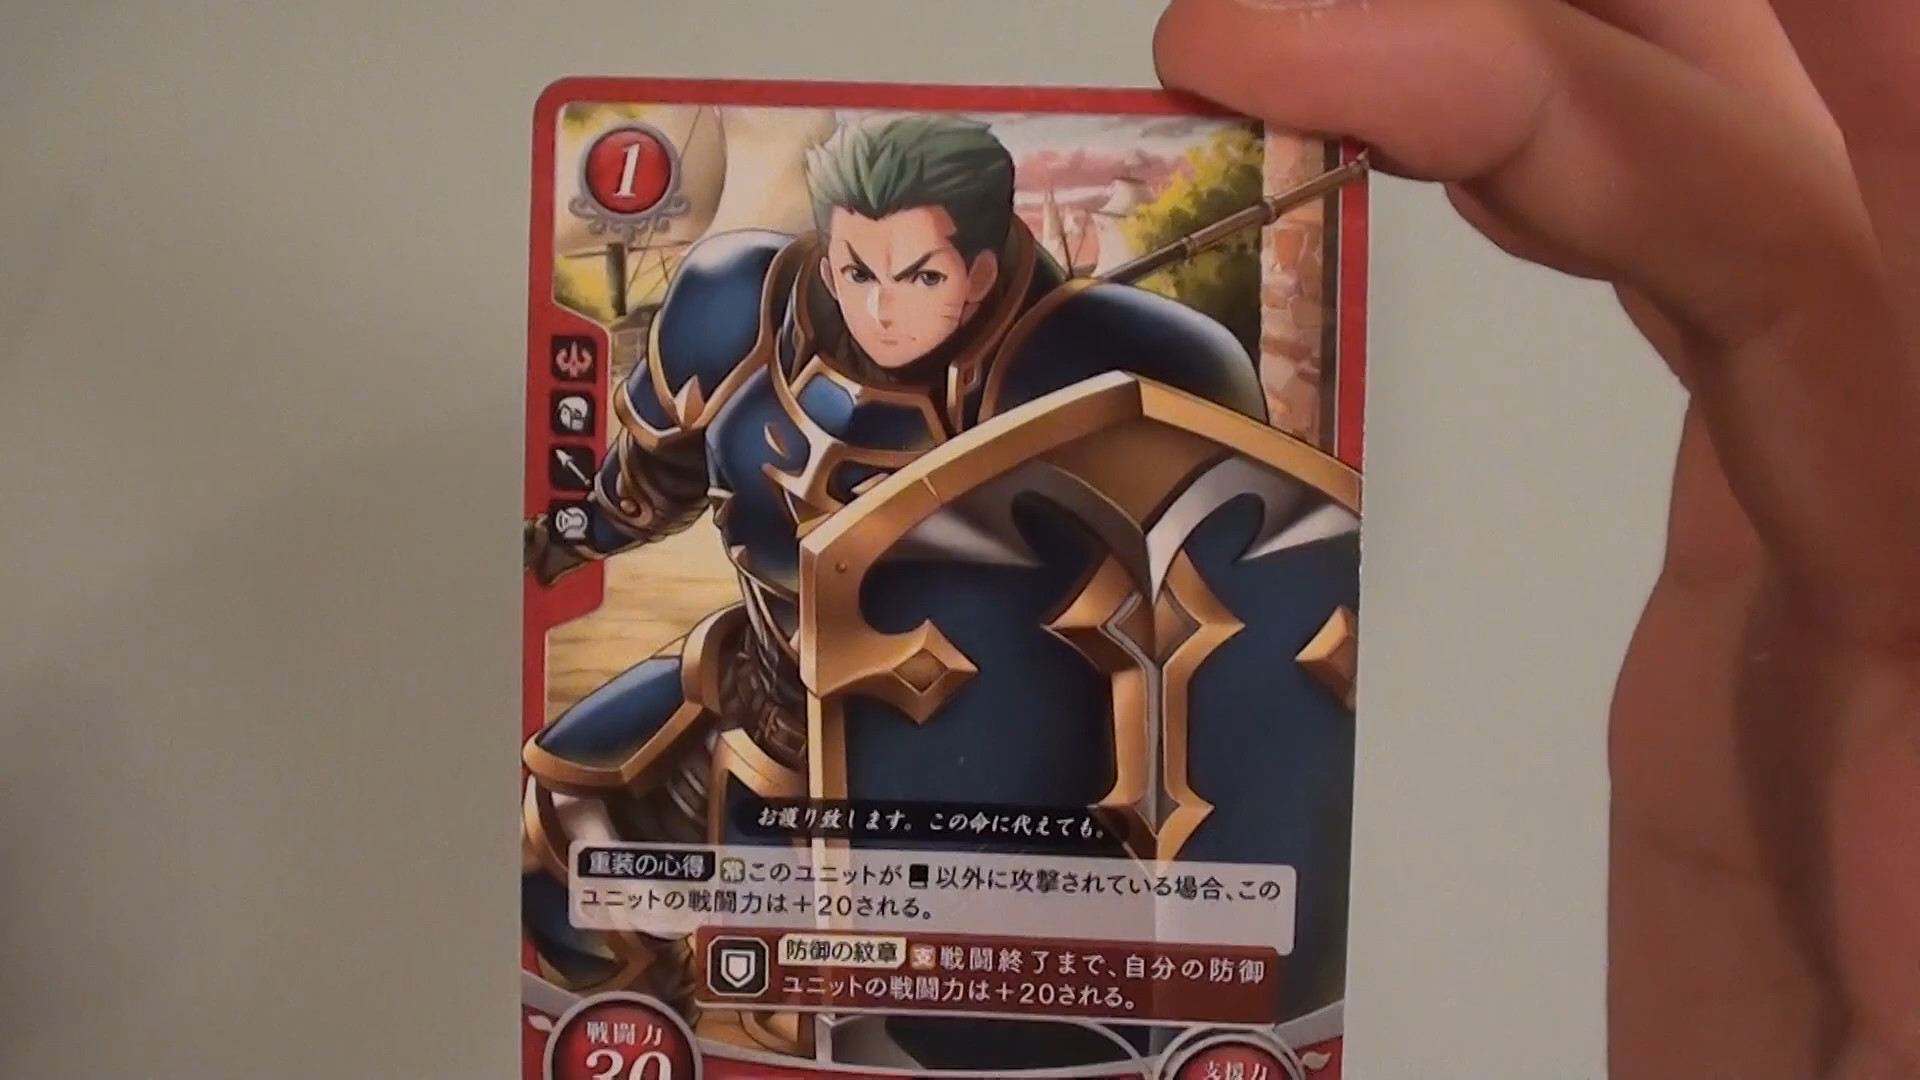 1
お護り致します。この命に代えても。
重装の心得 常このユニットが 以外に攻撃されている場合、この
ユニットの戦闘力は+20される。
防御の紋章 支戦闘終了まで、自分の防御
ユニットの戦闘力は+20される。
戦闘力
30
支援力